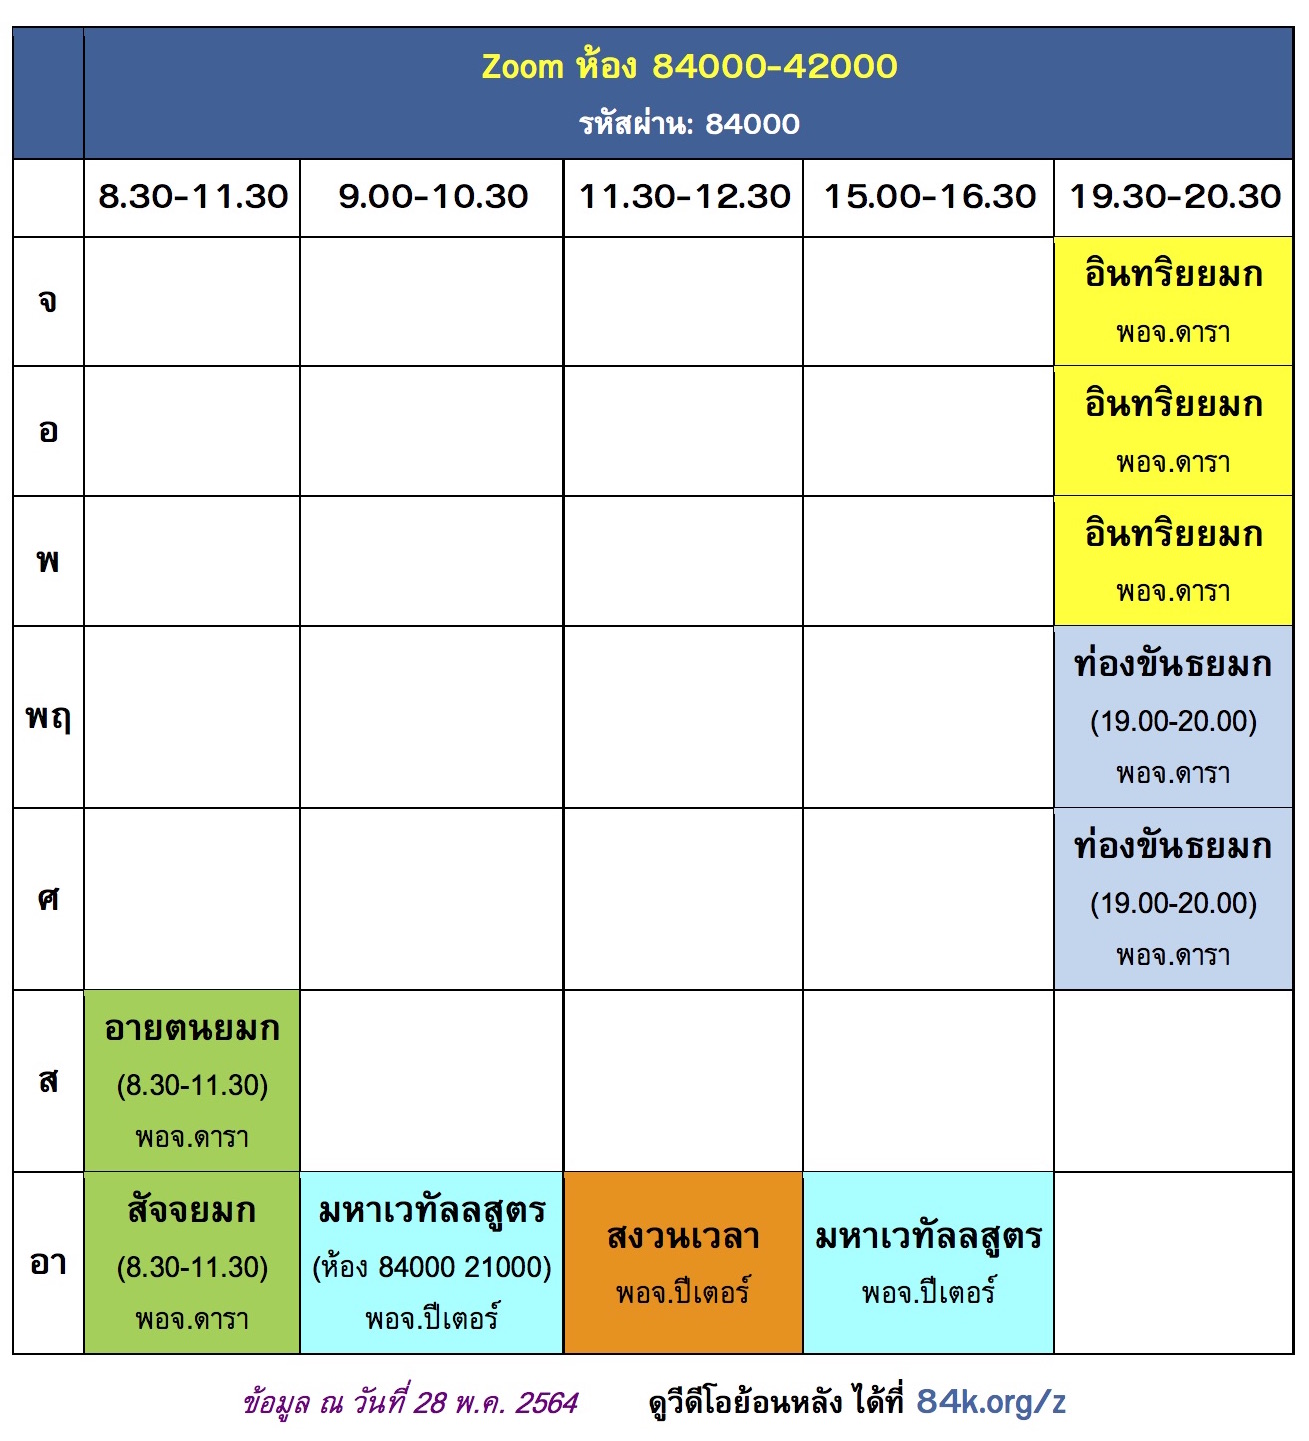 Zoom ห้อง 84000-42000
รหัสผ่าน: 84000
8.30-11.30 9.00-10.30 11.30-12.30 15.00-16.30 19.30-20.30
จ
อินทริยยมก
พอจ.ดารา
อ
อินทริยยมก
พอจ.ดารา
พ
อินทริยยมก
พอจ.ดารา
พฤ
ท่องขันธยมก
(19.00-20.00)
พอจ.ดารา
ศ
ท่องขันธยมก
(19.00-20.00)
พอจ.ดารา
ส
อายตนยมก
(8.30-11.30)
พอจ.ดารา
อา
สัจจยมก
(8.30-11.30)
พอจ.ดารา
มหาเวทัลลสูตร
(ห้อง 84000 21000)
พอจ.ปีเตอร์
สงวนเวลา
พอจ.ปีเตอร์
มหาเวทัลลสูตร
พอจ.ปีเตอร์
ข้อมูล ณ วันที่ 28 พ.ค. 2564 ดูวีดีโอย้อนหลัง ได้ที่ 84k.org/z